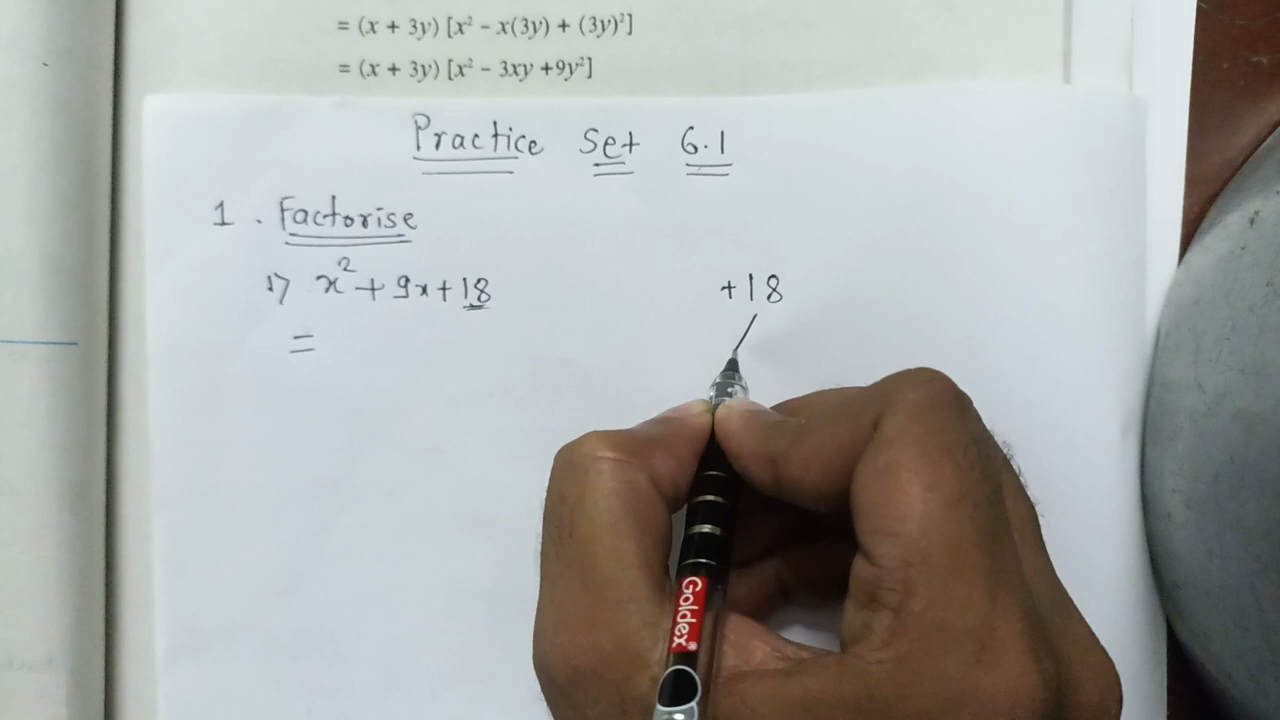 = (x + 3y) [x² – x(3y) + (3y)²]
= (x + 3y) [x² – 3xy +9y²]
Practice Set 6.1
1 . Factorise
1) x² + 9x + 18
+18
=
Goldex®